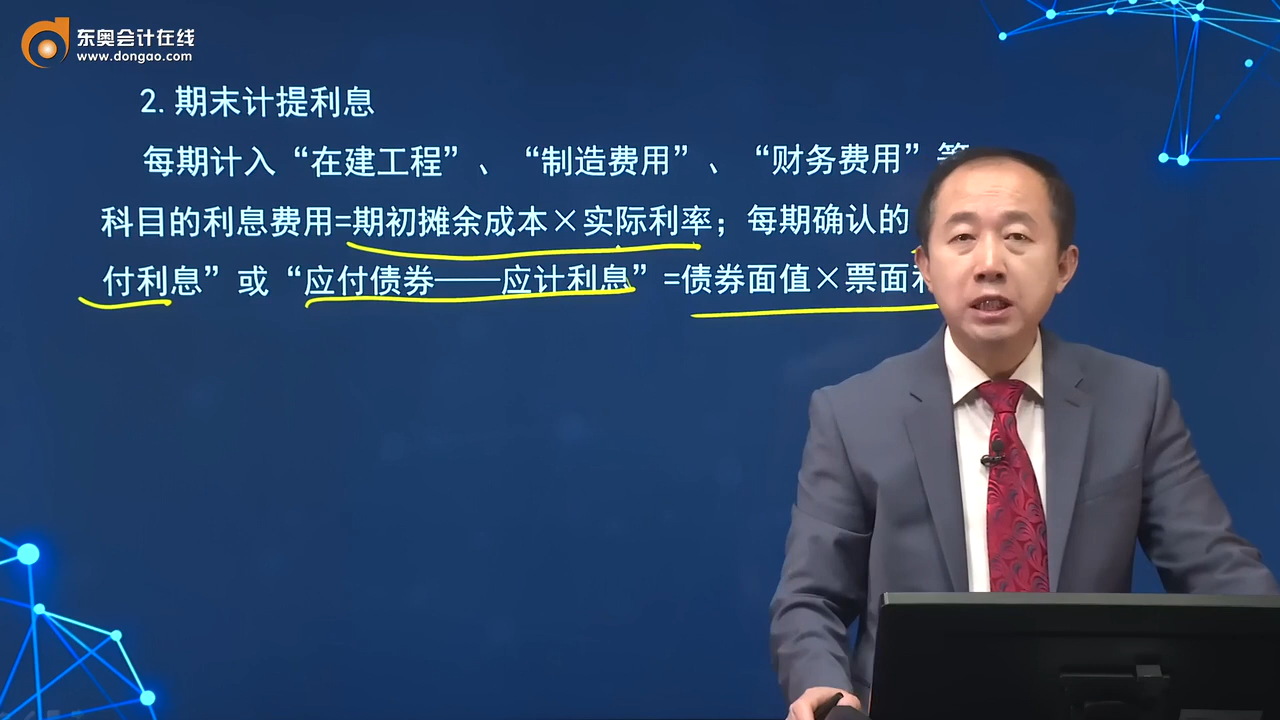 东奥会计在线
www.dongao.com
2.期末计提利息
每期计入“在建工程”、“制造费用”、“财务费用”等
科目的利息费用=期初摊余成本×实际利率；每期确认的
付利息”或“应付债券——应计利息”=债券面值×票面